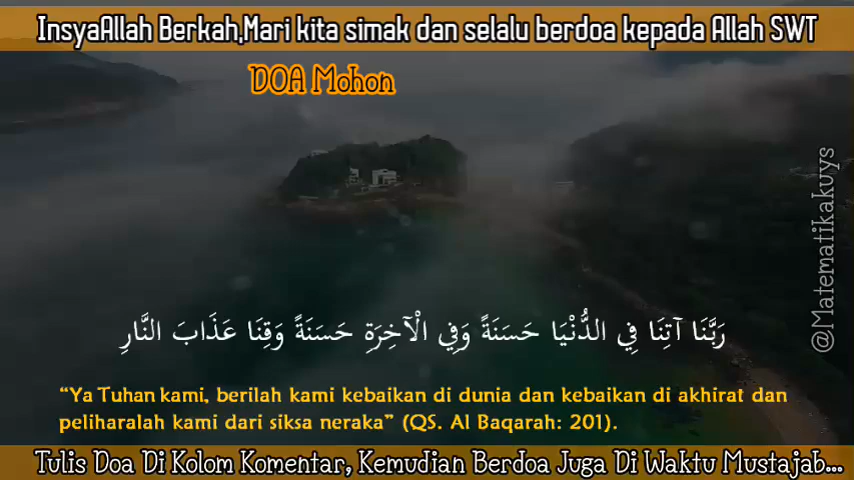 InsyaAllah Berkah,Mari kita simak dan selalu berdoa kepada Allah SWT
DOA Mohon
@Matematikakuys
رَبَّنَا آتِنَا فِي الدُّنْيَا حَسَنَةً وَفِي الْآخِرَةِ حَسَنَةً وَقِنَا عَذَابَ النَّارِ
“Ya Tuhan kami, berilah kami kebaikan di dunia dan kebaikan di akhirat dan
peliharalah kami dari siksa neraka” (QS. Al Baqarah: 201).
Tulis Doa Di Kolom Komentar, Kemudian Berdoa Juga Di Waktu Mustajab...